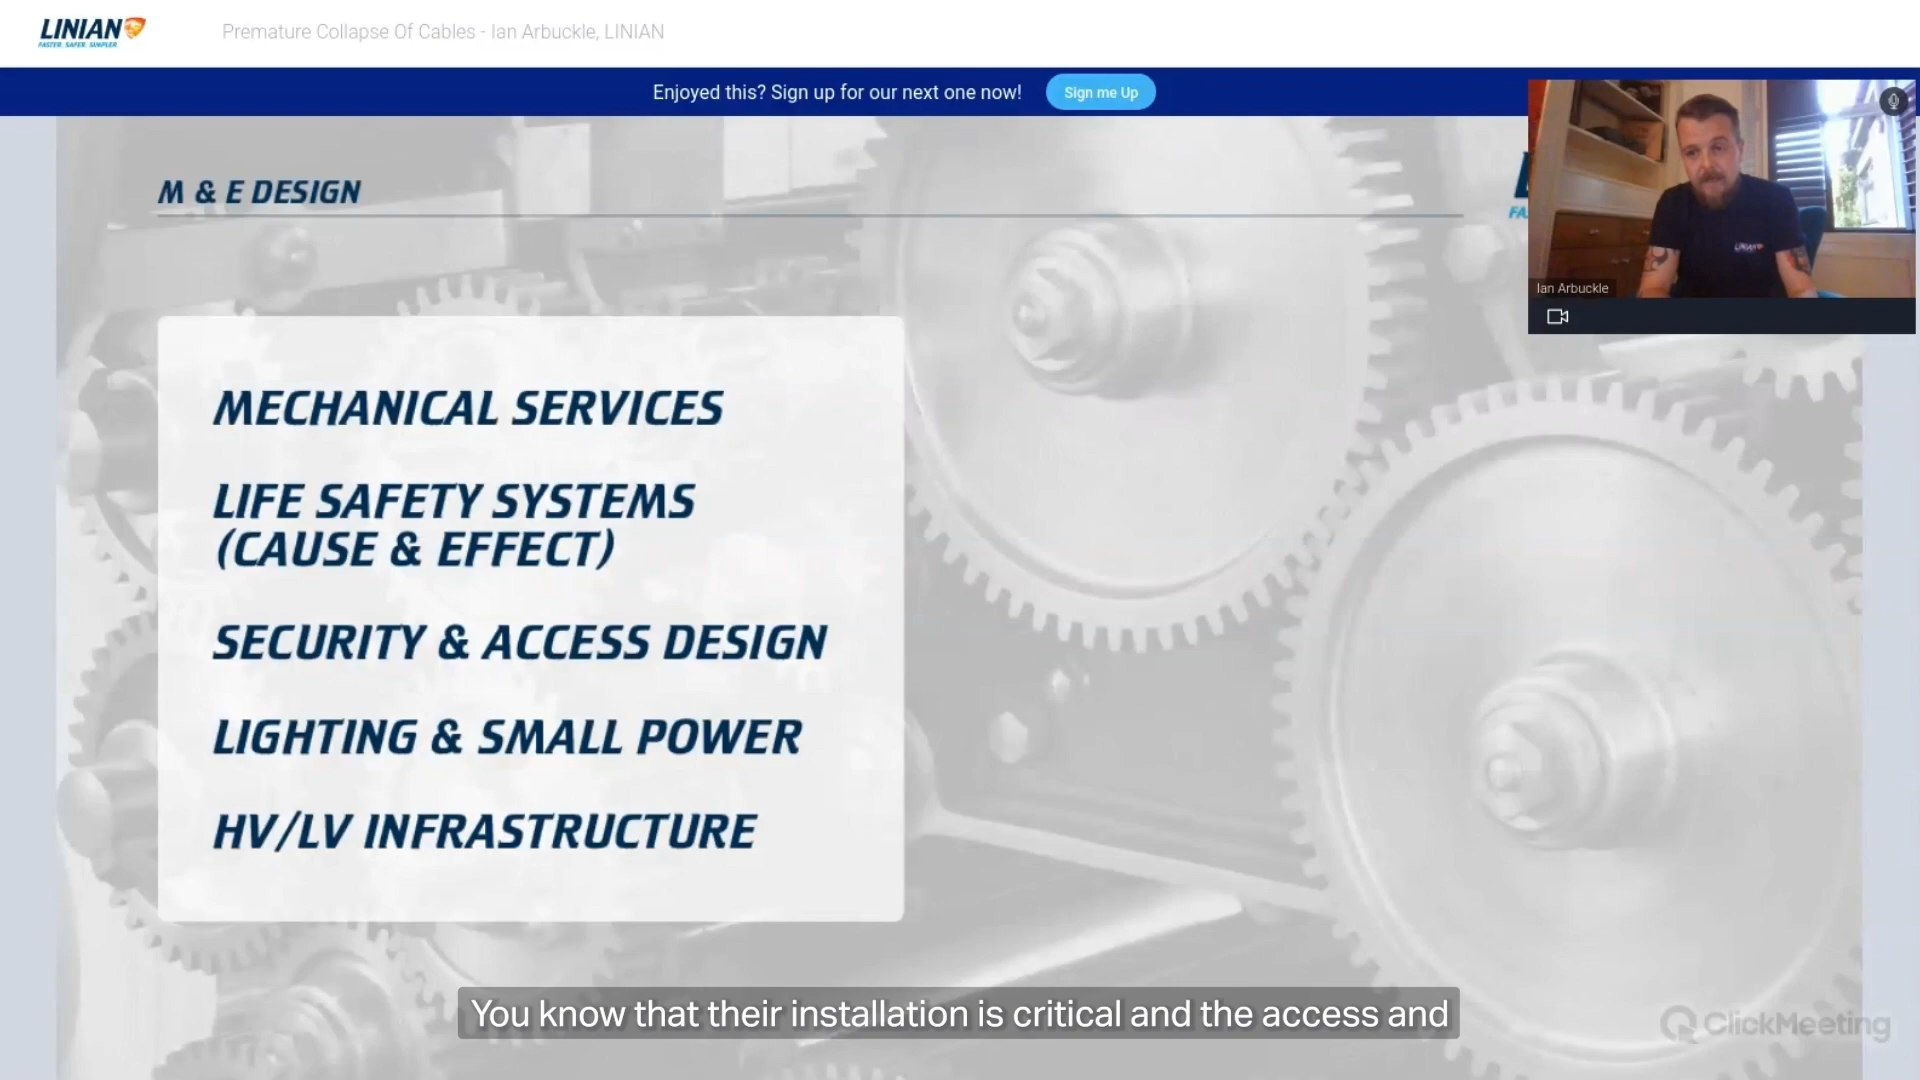 LINIAN
FASTER. SAFER. SIMPLER.
Premature Collapse Of Cables - Ian Arbuckle, LINIAN
Enjoyed this? Sign up for our next one now!
Sign me Up
M & E DESIGN
LINIAN
Ian Arbuckle
MECHANICAL SERVICES
LIFE SAFETY SYSTEMS
(CAUSE & EFFECT)
SECURITY & ACCESS DESIGN
LIGHTING & SMALL POWER
HV/LV INFRASTRUCTURE
You know that their installation is critical and the access and
ClickMeeting